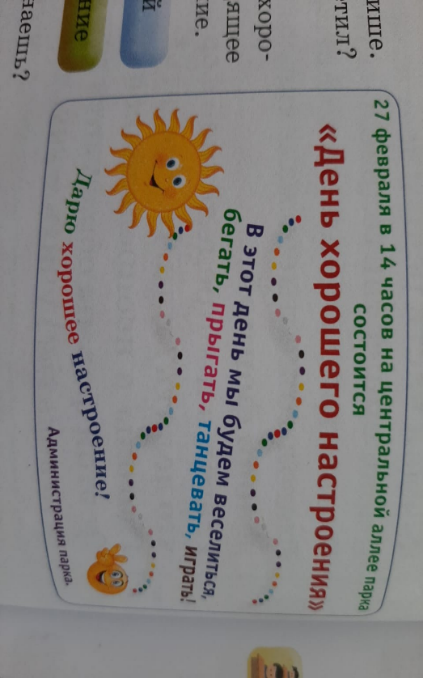 ише.
тил?
хоро-
ящее
ие.
й
ние
наешь?
27 февраля в 14 часов на центральной аллее парка
состоится
«День хорошего настроения»
В этот день мы будем веселиться,
бегать, прыгать, танцевать, играть!
Дарю хорошее настроение!
Администрация парка.